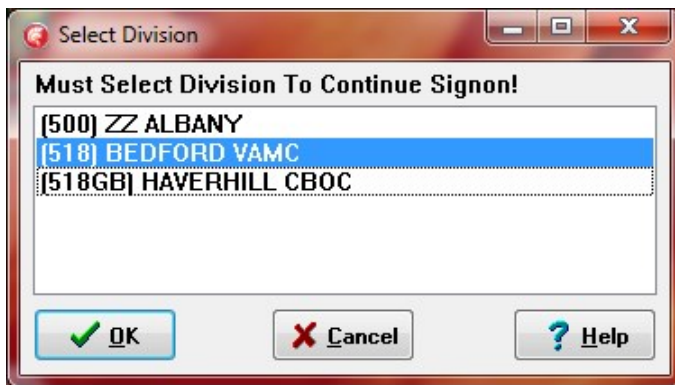 Select Division
Must Select Division To Continue Signon!
(500) ZZ ALBANY
(518) BEDFORD VAMC
(518GB) HAVERHILL CBOC
OK
Cancel
? Help